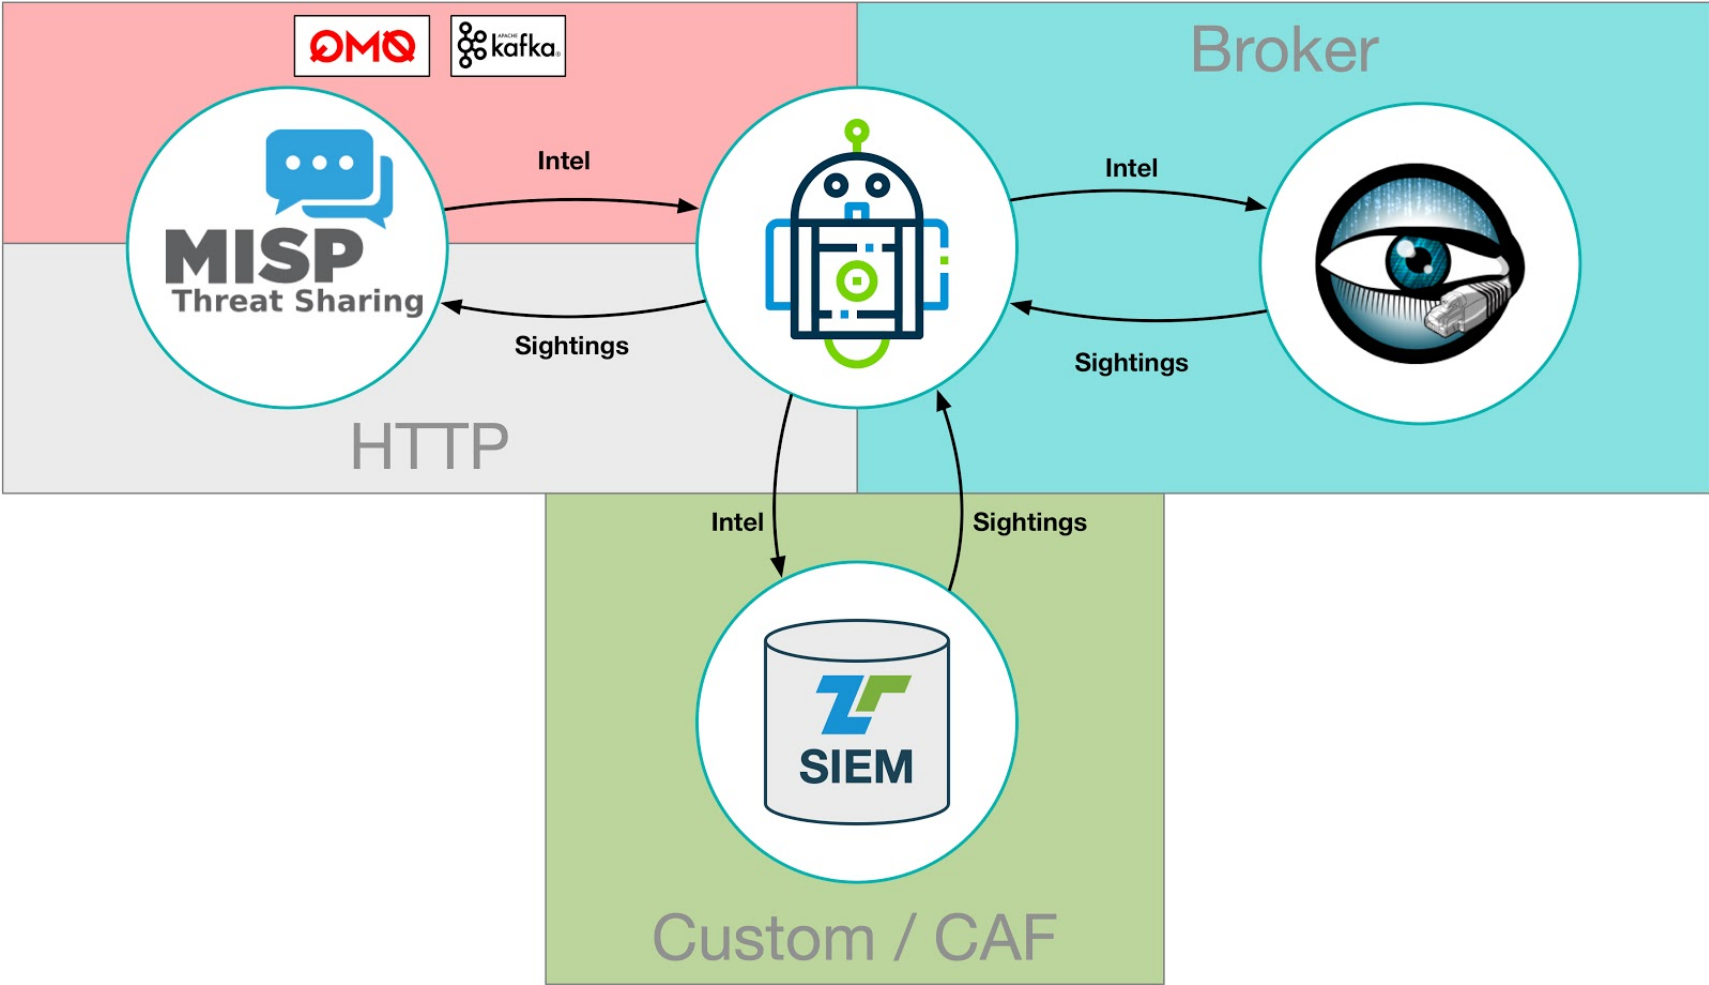 ØMQ
APACHE
kafka®
Broker
Intel
Intel
MISP
Threat Sharing
Sightings
Sightings
HTTP
Intel
Sightings
SIEM
Custom / CAF